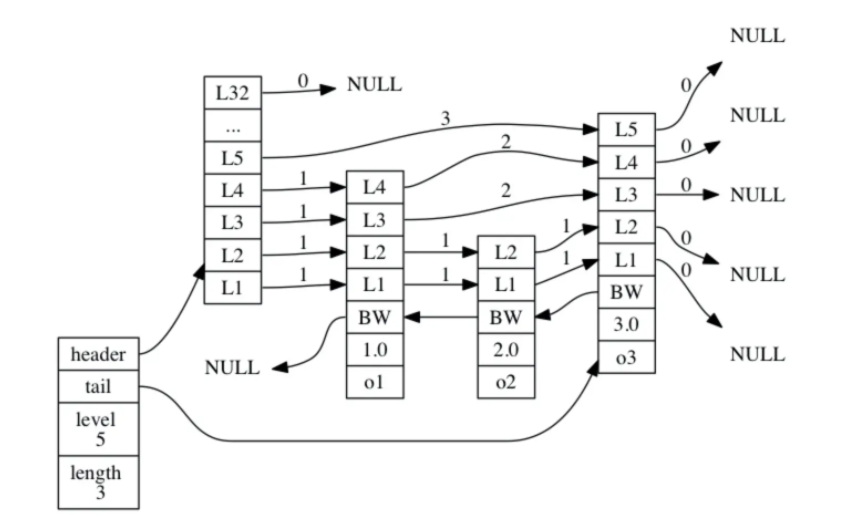 NULL
L32 0 NULL
...
L5 3
L4 1
L3 1
L2 1
L1 1
L4 2
L3 2
L2 1
L1 1
BW
1.0
o1
NULL
L2 1
L1 1
BW
2.0
o2
L5 0
L4 0 NULL
L3 0 NULL
L2 0 NULL
L1 0 NULL
BW
3.0
o3
header
tail
level
5
length
3